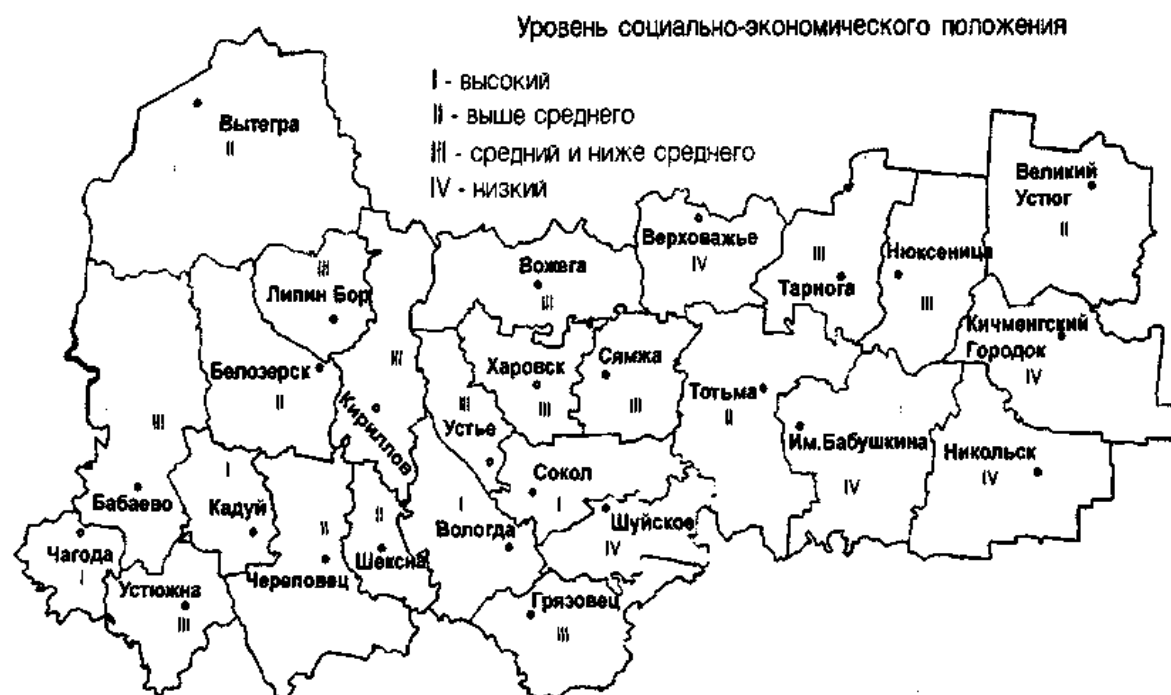 Уровень социально-экономического положения
I - высокий
II - выше среднего
III - средний и ниже среднего
IV - низкий
Вытегра
II
Великий
Устюг
II
Верховажье
IV
III
Тарнога
Нюксеница
III
Вожега
III
III
Липин Бор
Кичменгский
Городок
IV
Белозерск
II
III
Кириллов
Харовск
III
Сямжа
III
III
Устье
Тотьма
II
Им.Бабушкина
IV
Никольск
IV
III
Бабаево
I
Кадуй
II
Череповец
II
Шексна
I
Вологда
Сокол
I
Шуйское
IV
Чагода
I
Устюжна
III
Грязовец
III